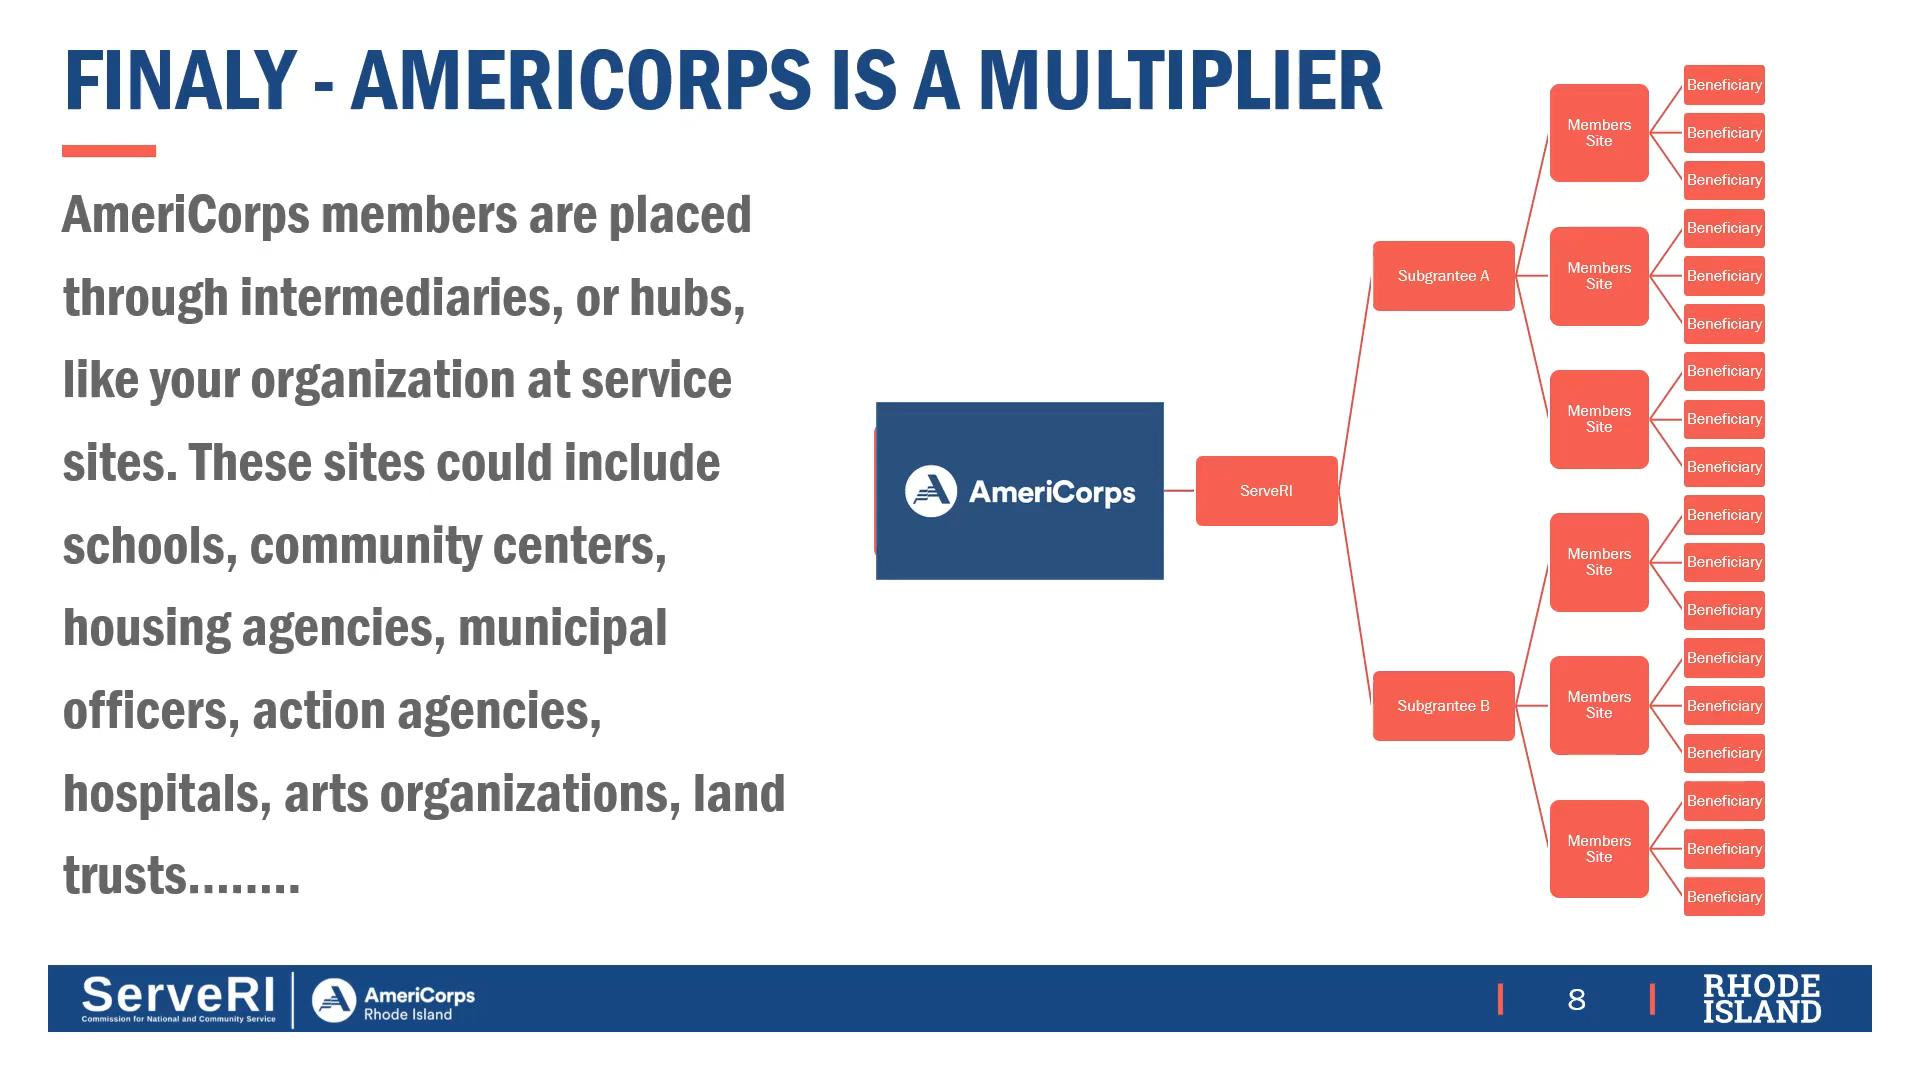 FINALY - AMERICORPS IS A MULTIPLIER
AmeriCorps members are placed
through intermediaries, or hubs,
like your organization at service
sites. These sites could include
schools, community centers,
housing agencies, municipal
officers, action agencies,
hospitals, arts organizations, land
trusts........
AmeriCorps
ServeRI
Subgrantee A
Members
Site
Beneficiary
Beneficiary
Beneficiary
Members
Site
Beneficiary
Beneficiary
Beneficiary
Members
Site
Beneficiary
Beneficiary
Beneficiary
Subgrantee B
Members
Site
Beneficiary
Beneficiary
Beneficiary
Members
Site
Beneficiary
Beneficiary
Beneficiary
Members
Site
Beneficiary
Beneficiary
Beneficiary
ServeRI
Commission for National and Community Service
AmeriCorps
Rhode Island
8
RHODE
ISLAND